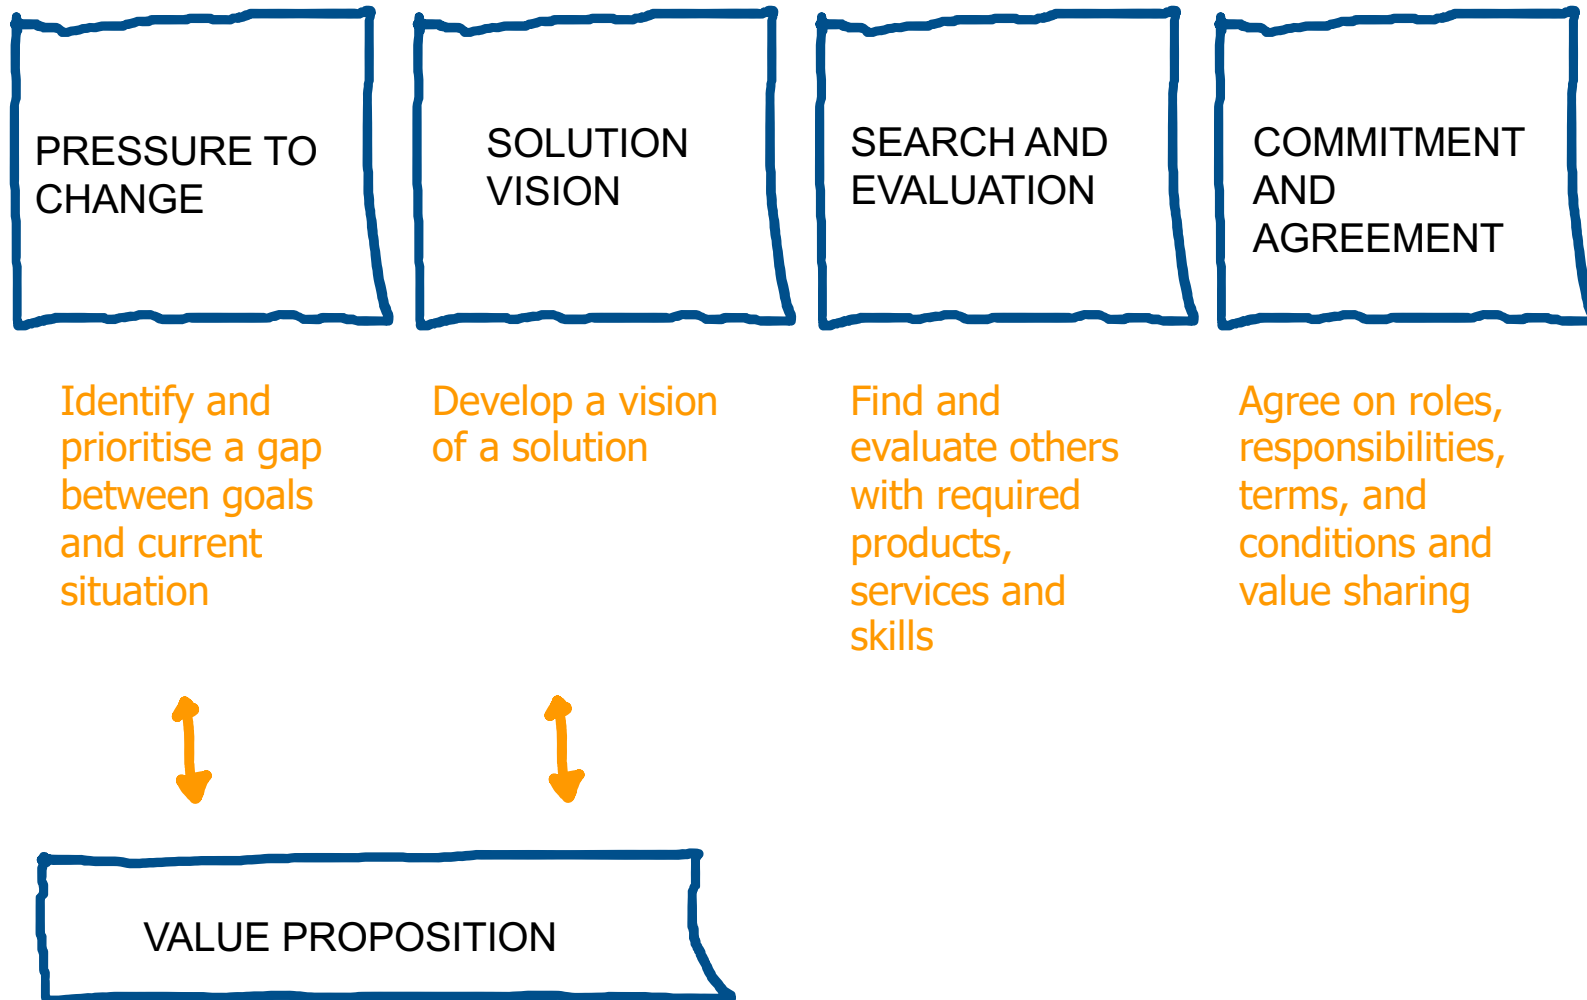 PRESSURE TO
CHANGE
SOLUTION
VISION
SEARCH AND
EVALUATION
COMMITMENT
AND
AGREEMENT
Identify and
prioritise a gap
between goals
and current
situation
Develop a vision
of a solution
Find and
evaluate others
with required
products,
services and
skills
Agree on roles,
responsibilities,
terms, and
conditions and
value sharing
VALUE PROPOSITION